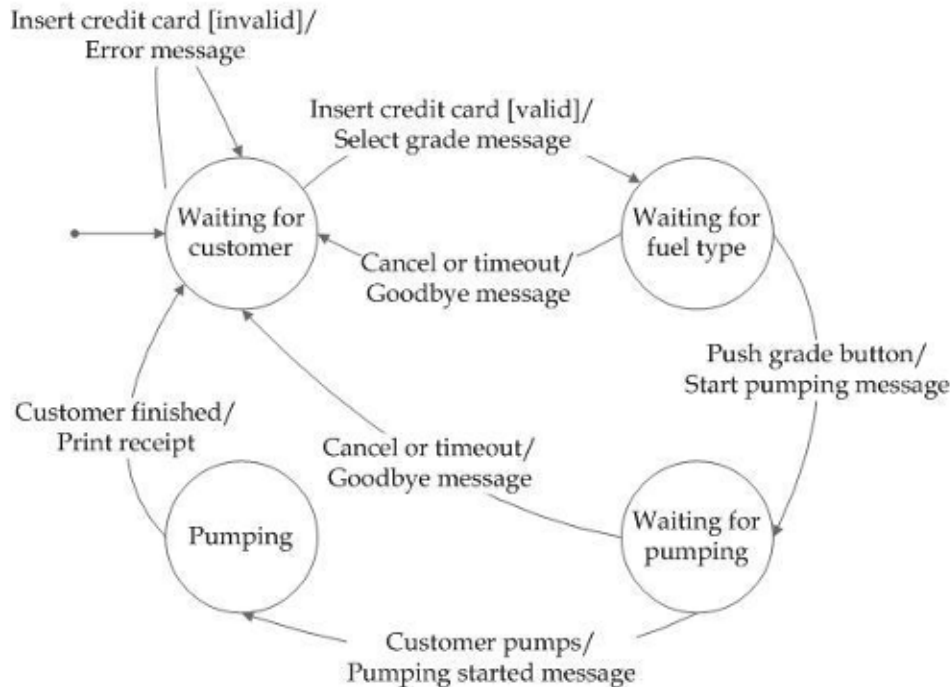 Insert credit card [invalid]/
Error message
Insert credit card [valid]/
Select grade message
Waiting for
customer
Waiting for
fuel type
Cancel or timeout/
Goodbye message
Push grade button/
Start pumping message
Customer finished/
Print receipt
Cancel or timeout/
Goodbye message
Pumping
Waiting for
pumping
Customer pumps/
Pumping started message